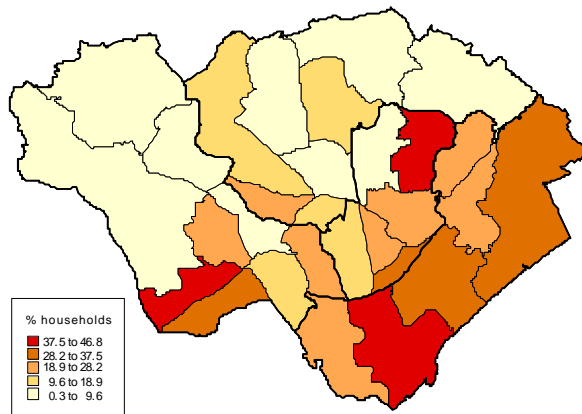 % households
37.5 to 46.8
28.2 to 37.5
18.9 to 28.2
9.6 to 18.9
0.3 to 9.6